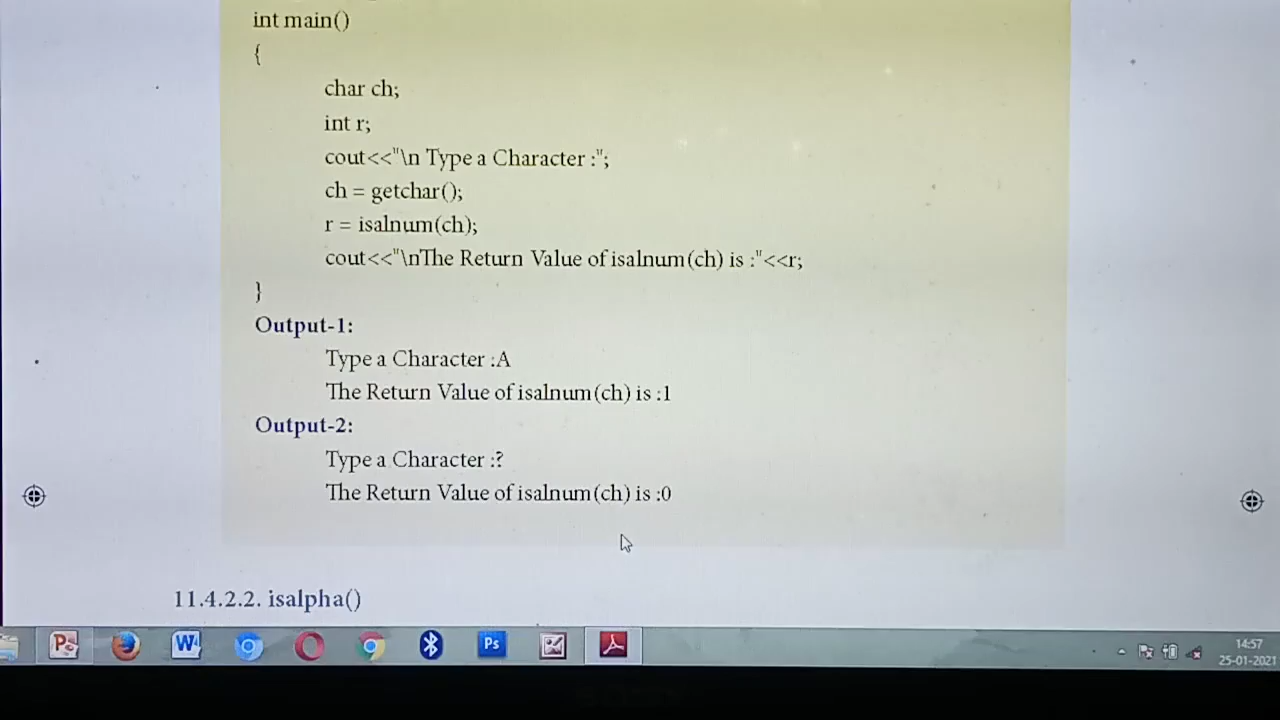 int main()
{
char ch;
int r;
cout<<"\n Type a Character :";
ch = getchar();
r = isalnum(ch);
cout<<"\nThe Return Value of isalnum(ch) is :"<<r;
}
Output-1:
Type a Character :A
The Return Value of isalnum(ch) is :1
Output-2:
Type a Character :?
The Return Value of isalnum(ch) is :0
11.4.2.2. isalpha()
Ps
14:57
25-01-2021